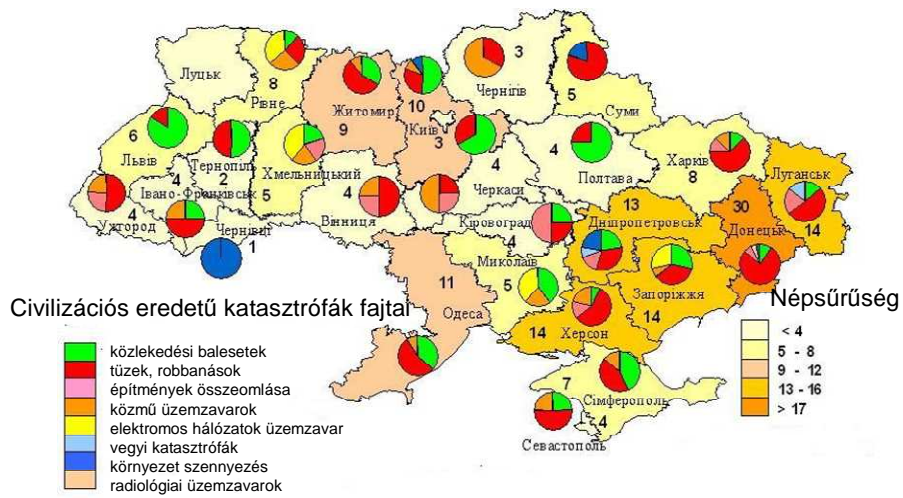 Луцьк
8
Рівне
Житомир
9
10
Київ
3
3
Чернігів
5
Суми
6
Львів
Тернопіль
2
Хмельницький
5
4
Івано-Франківськ
4
Ужгород
Чернівці
1
4
Вінниця
4
Черкаси
4
Полтава
Харків
8
Луганськ
14
Кіровоград
4
13
Дніпропетровськ
30
Донецьк
Миколаїв
5
11
Одеса
14
Херсон
Запоріжжя
14
7
Сімферополь
4
Севастополь
Civilizációs eredetű katasztrófák fajtal
közlekedési balesetek
tüzek, robbanások
építmények összeomlása
közmű üzemzavarok
elektromos hálózatok üzemzavar
vegyi katasztrófák
környezet szennyezés
radiológiai üzemzavarok
Népsűrűség
< 4
5 - 8
9 - 12
13 - 16
> 17